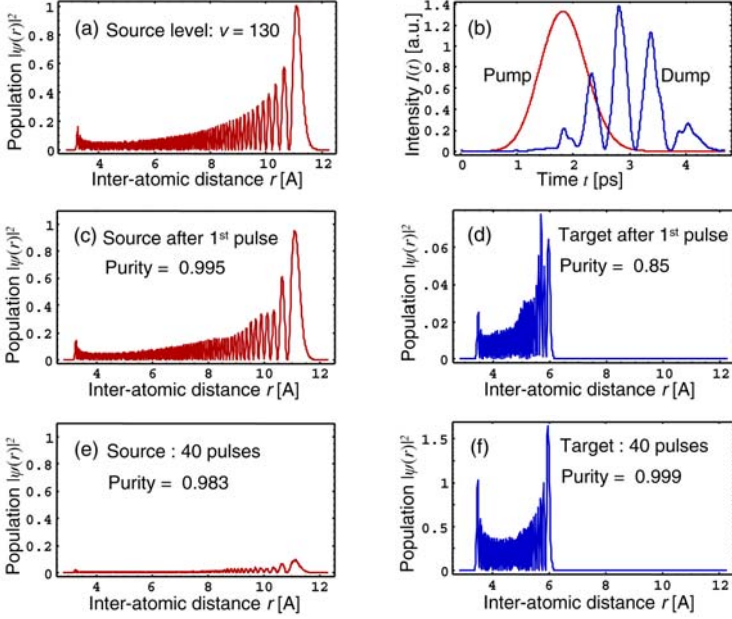 (a) Source level: v = 130
Population |ψ(r)|²
1
0.8
0.6
0.4
0.2
0
4 6 8 10 12
Inter-atomic distance r [A]
(b)
Intensity I(t) [a.u.]
1.4
1.2
1
0.8
0.6
0.4
0.2
0
Pump
Dump
0 1 2 3 4
Time t [ps]
(c) Source after 1st pulse
Purity = 0.995
Population |ψ(r)|²
1
0.8
0.6
0.4
0.2
0
4 6 8 10 12
Inter-atomic distance r [A]
(d) Target after 1st pulse
Purity = 0.85
Population |ψ(r)|²
.06
.04
.02
0
4 6 8 10 12
Inter-atomic distance r [A]
(e) Source : 40 pulses
Purity = 0.983
Population |ψ(r)|²
1
0.8
0.6
0.4
0.2
0
4 6 8 10 12
Inter-atomic distance r [A]
(f) Target : 40 pulses
Purity = 0.999
Population |ψ(r)|²
1.5
1
0.5
0
4 6 8 10 12
Inter-atomic distance r [A]